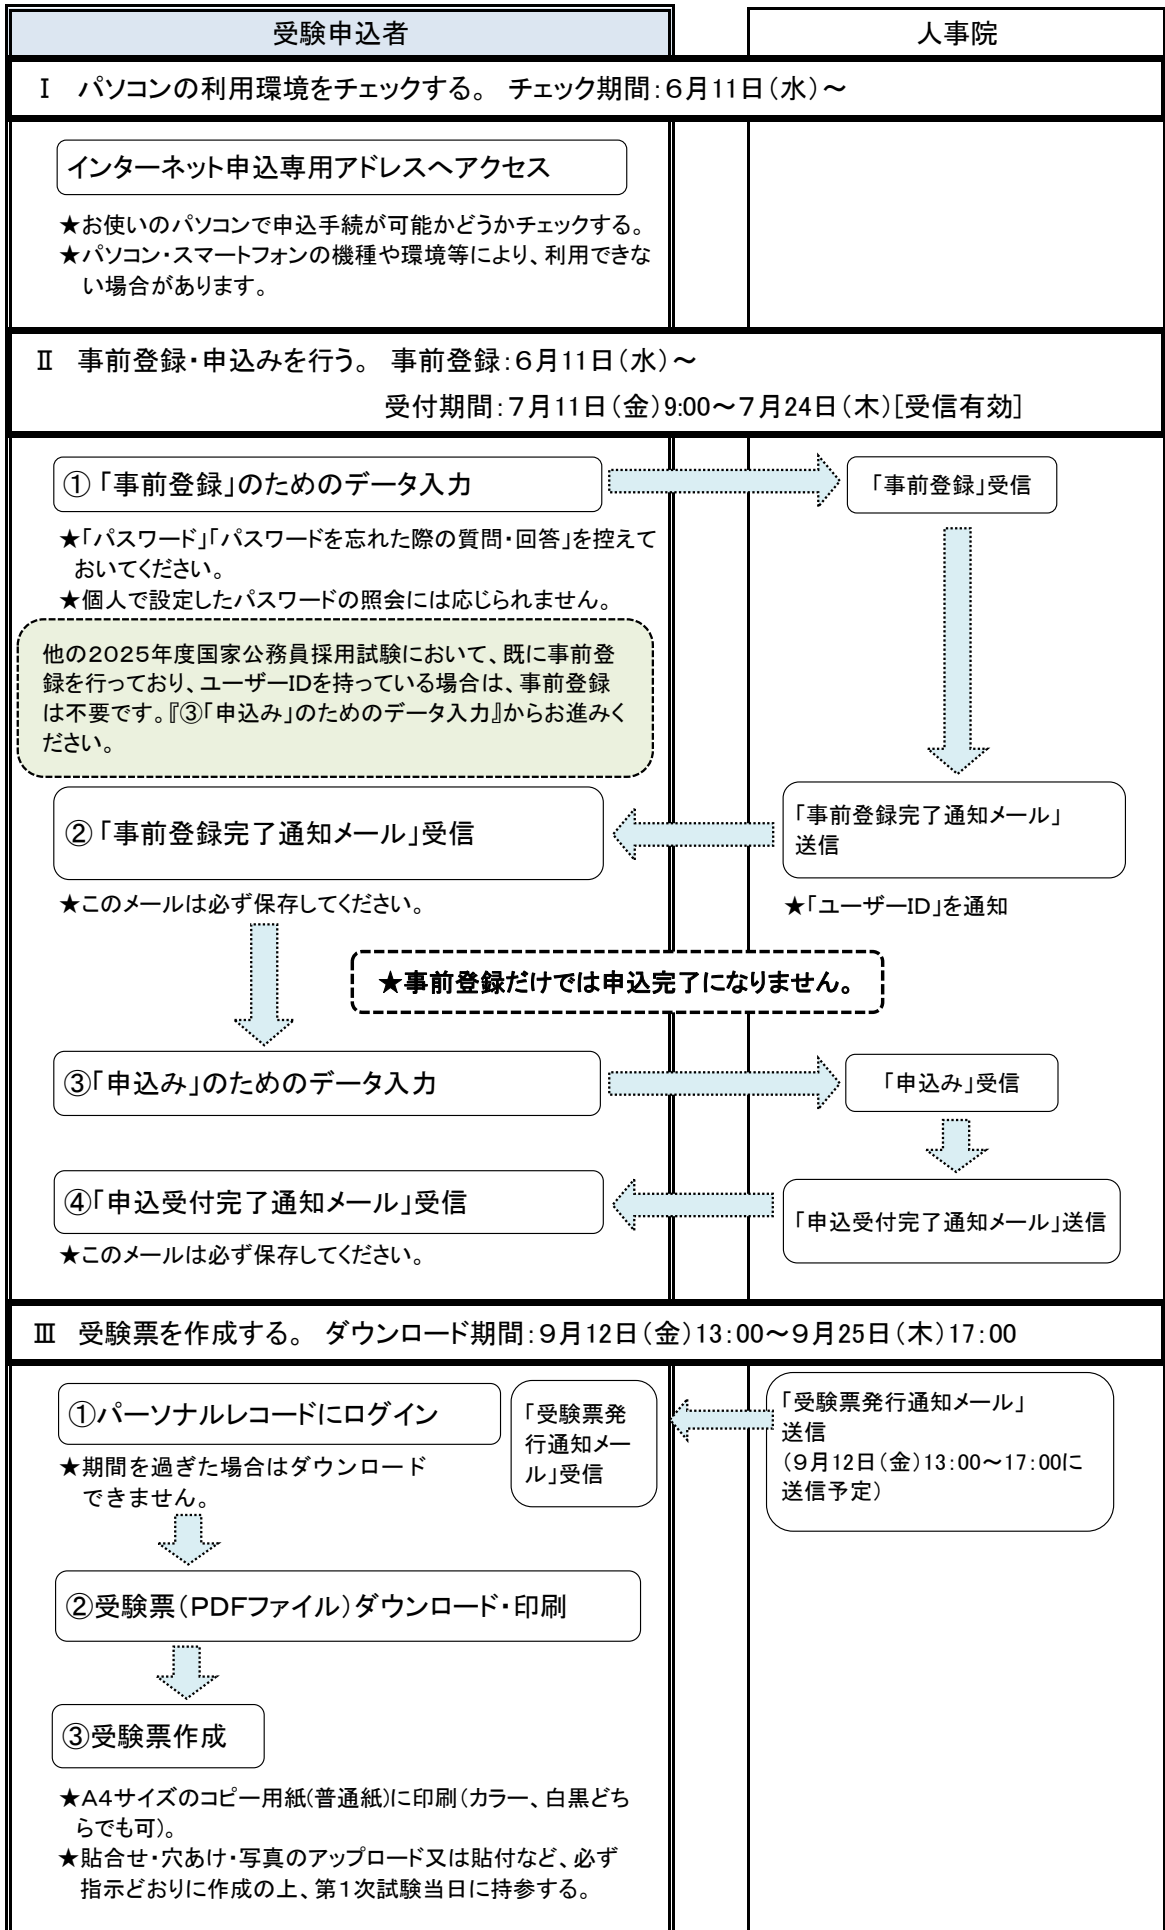 受験申込者
人事院
Ⅰ　パソコンの利用環境をチェックする。　チェック期間：６月11日（水）～
インターネット申込専用アドレスへアクセス
★お使いのパソコンで申込手続が可能かどうかチェックする。
★パソコン・スマートフォンの機種や環境等により、利用できな
い場合があります。
Ⅱ　事前登録・申込みを行う。　事前登録：６月11日（水）～
受付期間：７月11日（金）9:00～７月24日（木）[受信有効]
①「事前登録」のためのデータ入力
「事前登録」受信
★「パスワード」「パスワードを忘れた際の質問・回答」を控えて
おいてください。
★個人で設定したパスワードの照会には応じられません。
他の２０２５年度国家公務員採用試験において、既に事前登
録を行っており、ユーザーIDを持っている場合は、事前登録
は不要です。『③「申込み」のためのデータ入力』からお進みく
ださい。
②「事前登録完了通知メール」受信
「事前登録完了通知メール」
送信
★このメールは必ず保存してください。
★「ユーザーID」を通知
★事前登録だけでは申込完了になりません。
③「申込み」のためのデータ入力
「申込み」受信
④「申込受付完了通知メール」受信
「申込受付完了通知メール」送信
★このメールは必ず保存してください。
Ⅲ　受験票を作成する。　ダウンロード期間：９月12日（金）13：00～９月25日（木）17：00
①パーソナルレコードにログイン
★期間を過ぎた場合はダウンロード
できません。
「受験票発
行通知メー
ル」受信
「受験票発行通知メール」
送信
（９月12日（金）13：00～17：00に
送信予定）
②受験票（PDFファイル）ダウンロード・印刷
③受験票作成
★A４サイズのコピー用紙(普通紙)に印刷（カラー、白黒どち
らでも可）。
★貼合せ・穴あけ・写真のアップロード又は貼付など、必ず
指示どおりに作成の上、第１次試験当日に持参する。